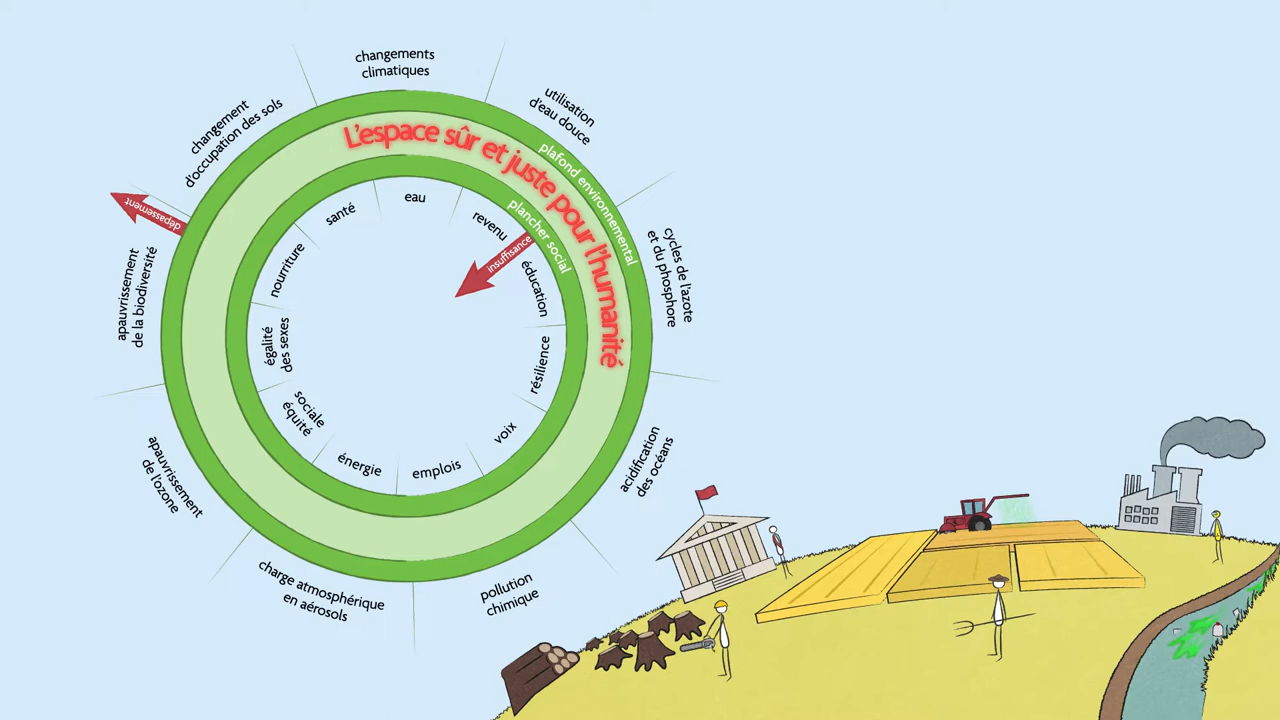 changements
climatiques
utilisation
d'eau douce
cycles de l'azote
et du phosphore
acidification
des océans
pollution
chimique
charge atmosphérique
en aérosols
apauvrissement
de l'ozone
apauvrissement
de la biodiversité
changement
d'occupation des sols
dépassement
plafond environnemental
L'espace sûr et juste pour l'humanité
plancher social
insuffisance
eau
revenu
éducation
résilience
voix
emplois
énergie
sociale
équité
égalité
des sexes
nourriture
santé